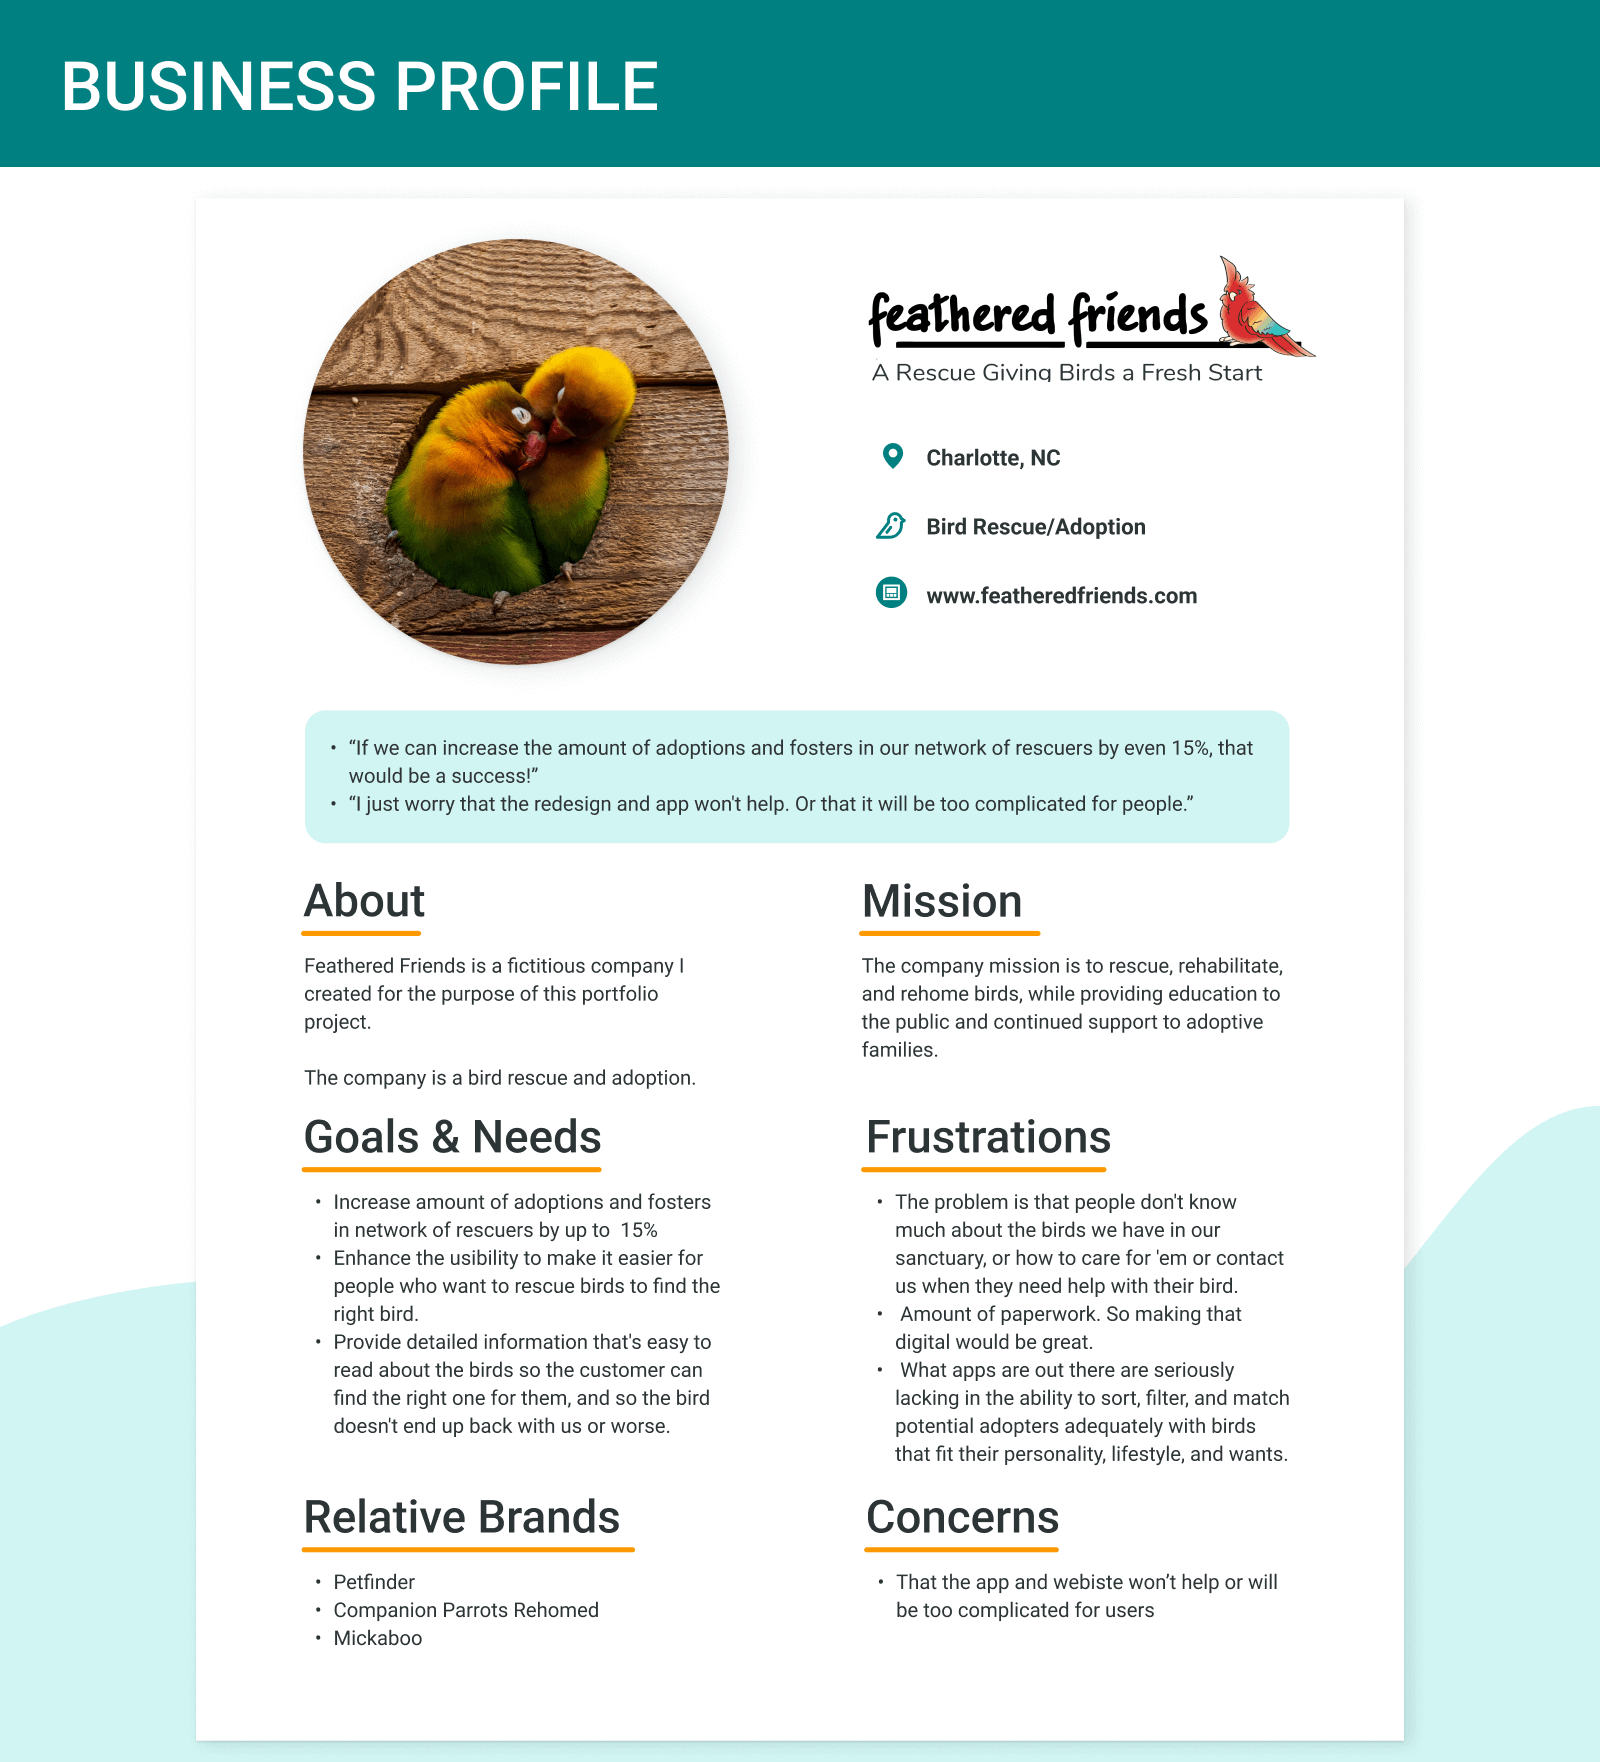 BUSINESS PROFILE
feathered friends
A Rescue Giving Birds a Fresh Start
Charlotte, NC
Bird Rescue/Adoption
www.featheredfriends.com
• “If we can increase the amount of adoptions and fosters in our network of rescuers by even 15%, that
would be a success!”
• “I just worry that the redesign and app won't help. Or that it will be too complicated for people.”
About
Feathered Friends is a fictitious company I
created for the purpose of this portfolio
project.
The company is a bird rescue and adoption.
Mission
The company mission is to rescue, rehabilitate,
and rehome birds, while providing education to
the public and continued support to adoptive
families.
Goals & Needs
• Increase amount of adoptions and fosters
in network of rescuers by up to 15%
• Enhance the usibility to make it easier for
people who want to rescue birds to find the
right bird.
• Provide detailed information that's easy to
read about the birds so the customer can
find the right one for them, and so the bird
doesn't end up back with us or worse.
Frustrations
• The problem is that people don't know
much about the birds we have in our
sanctuary, or how to care for 'em or contact
us when they need help with their bird.
• Amount of paperwork. So making that
digital would be great.
• What apps are out there are seriously
lacking in the ability to sort, filter, and match
potential adopters adequately with birds
that fit their personality, lifestyle, and wants.
Relative Brands
• Petfinder
• Companion Parrots Rehomed
• Mickaboo
Concerns
• That the app and webiste won’t help or will
be too complicated for users